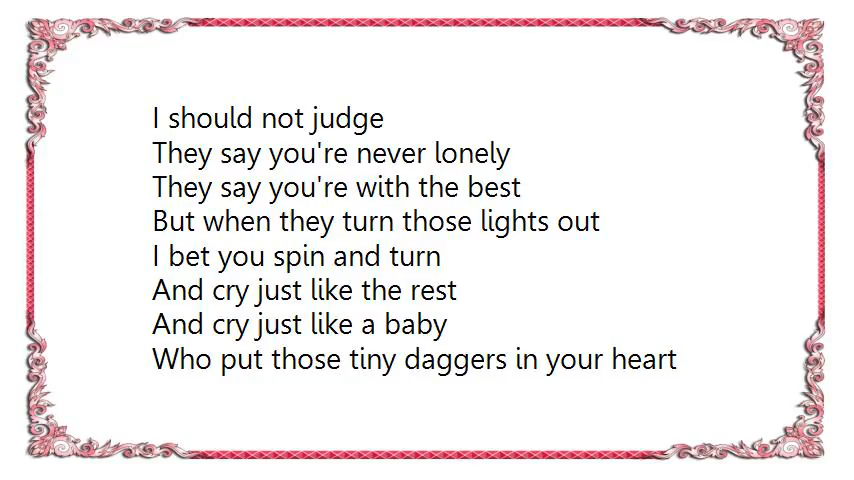 I should not judge
They say you're never lonely
They say you're with the best
But when they turn those lights out
I bet you spin and turn
And cry just like the rest
And cry just like a baby
Who put those tiny daggers in your heart